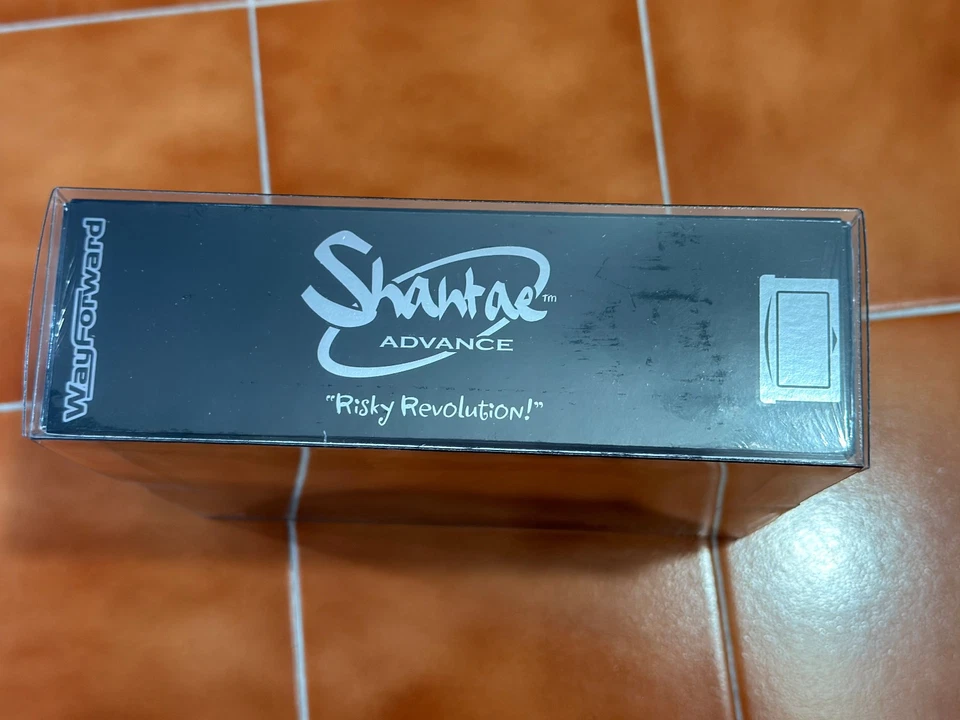 WayForward
Shantae™
ADVANCE
“Risky Revolution!”